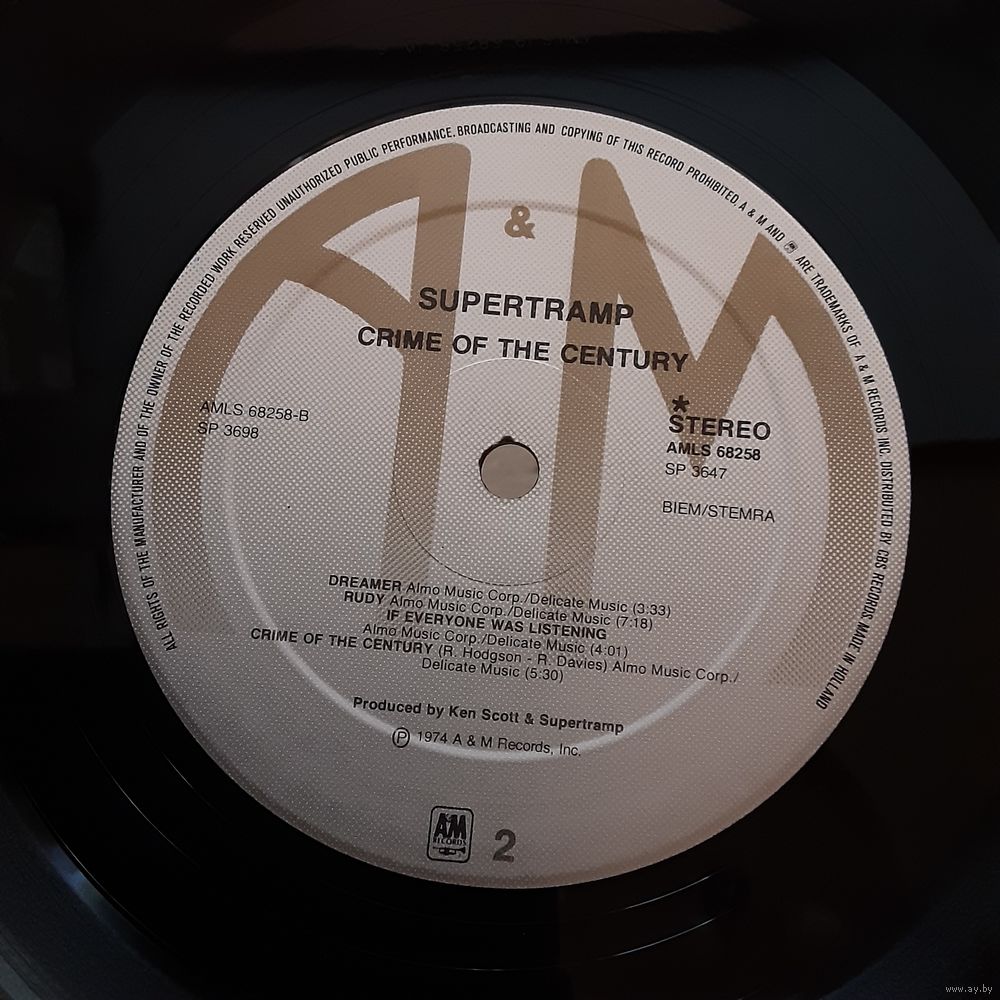 ALL RIGHTS OF THE MANUFACTURER AND OF THE OWNER OF THE RECORDED WORK RESERVED UNAUTHORIZED PUBLIC PERFORMANCE, BROADCASTING AND COPYING OF THIS RECORD PROHIBITED. A & M AND ARE TRADEMARKS OF A & M RECORDS INC. DISTRIBUTED BY CBS RECORDS MADE IN HOLLAND
A & M
SUPERTRAMP
CRIME OF THE CENTURY
AMLS 68258-B
SP 3698
*
STEREO
AMLS 68258
SP 3647
BIEM/STEMRA
DREAMER Almo Music Corp./Delicate Music (3:33)
RUDY Almo Music Corp./Delicate Music (7:18)
IF EVERYONE WAS LISTENING
Almo Music Corp./Delicate Music (4:01)
CRIME OF THE CENTURY (R. Hodgson - R. Davies) Almo Music Corp./
Delicate Music (5:30)
Produced by Ken Scott & Supertramp
Ⓟ 1974 A & M Records, Inc.
AM
RECORDS
2
www.ay.by